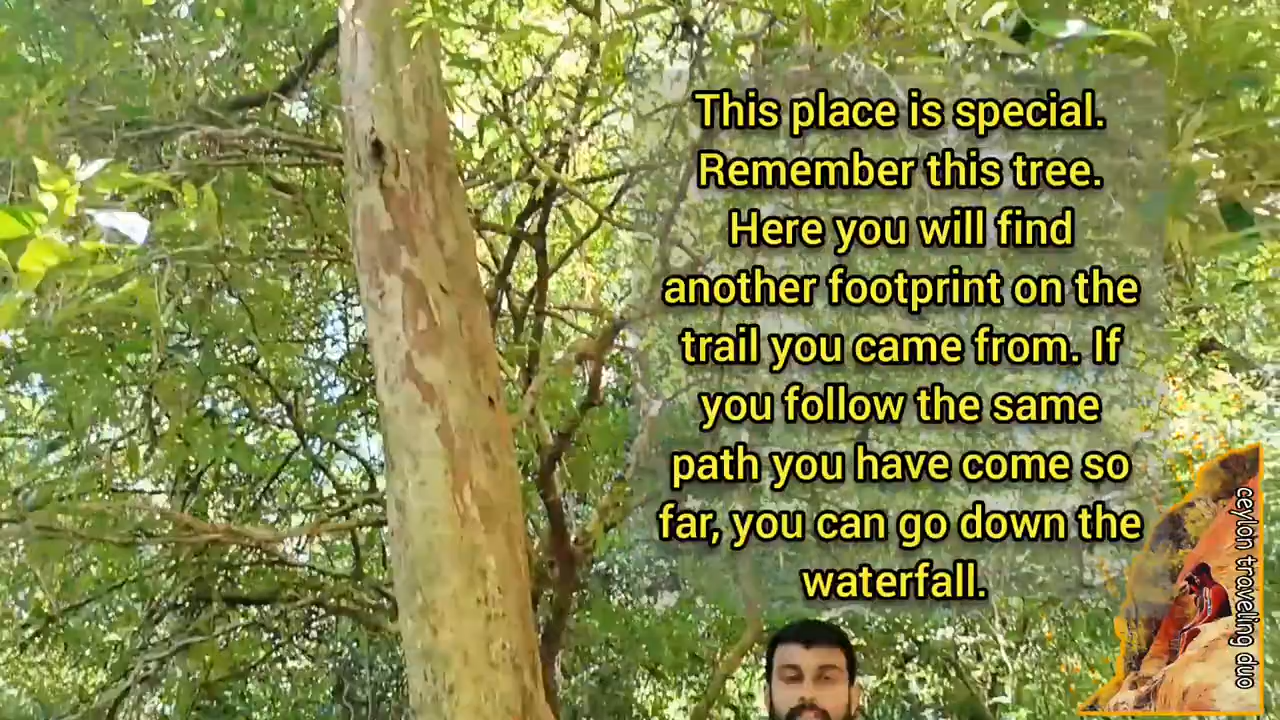 This place is special.
Remember this tree.
Here you will find
another footprint on the
trail you came from. If
you follow the same
path you have come so
far, you can go down the
waterfall.
ceylon traveling duo